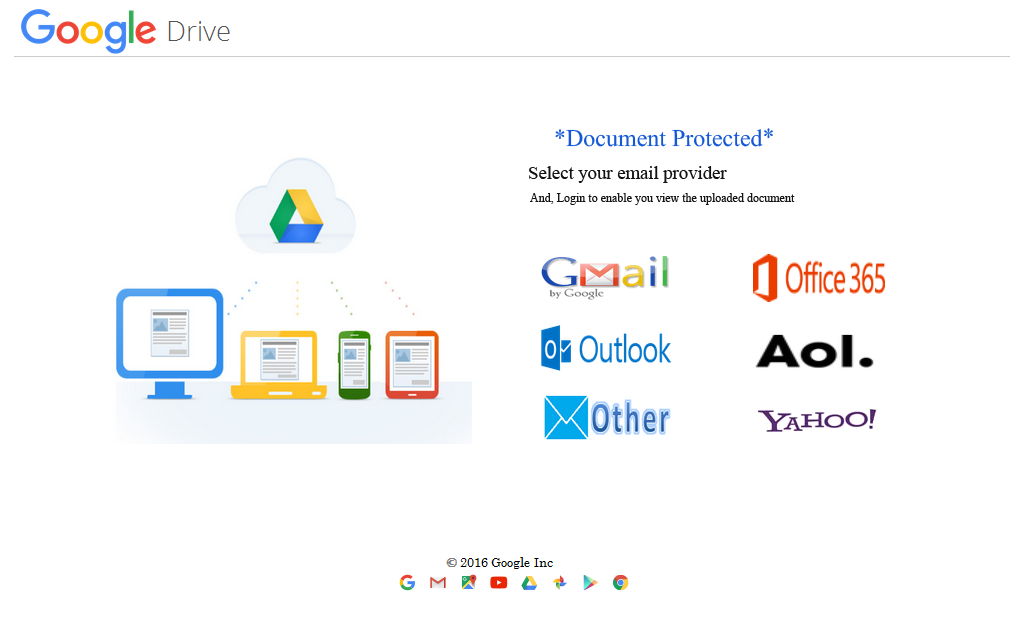 Google Drive
*Document Protected*
Select your email provider
And, Login to enable you view the uploaded document
GMail
by Google
Office 365
Outlook
Aol.
Other
YAHOO!
© 2016 Google Inc